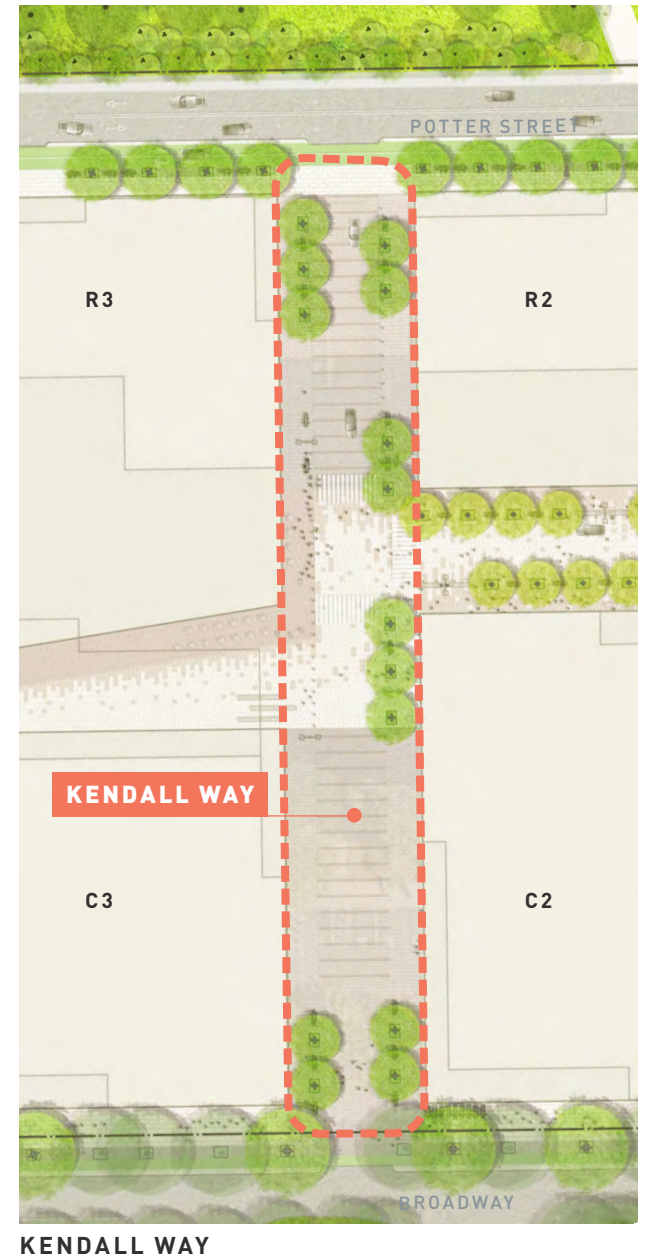 POTTER STREET
R3
R2
KENDALL WAY
C3
C2
BROADWAY
KENDALL WAY